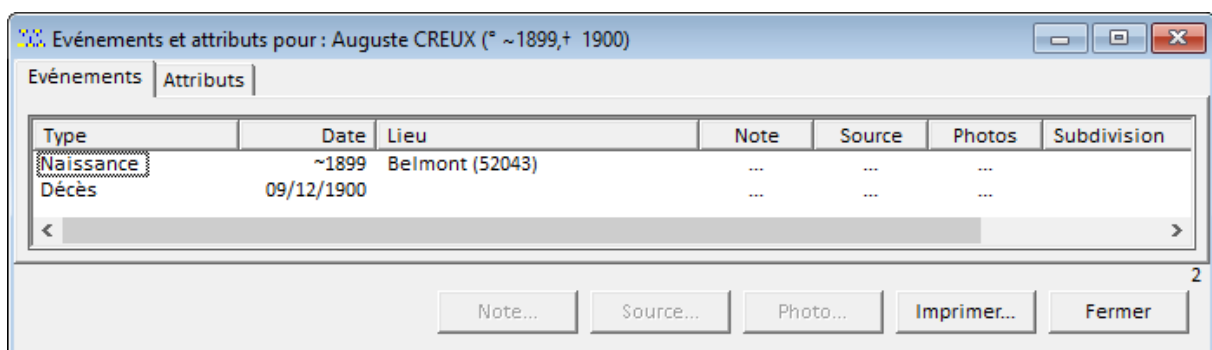 Evénements et attributs pour : Auguste CREUX (° ~1899,† 1900)
Evénements Attributs
Type Date Lieu Note Source Photos Subdivision
Naissance ~1899 Belmont (52043) ... ... ...
Décès 09/12/1900 ... ... ...
2
Note... Source... Photo... Imprimer... Fermer